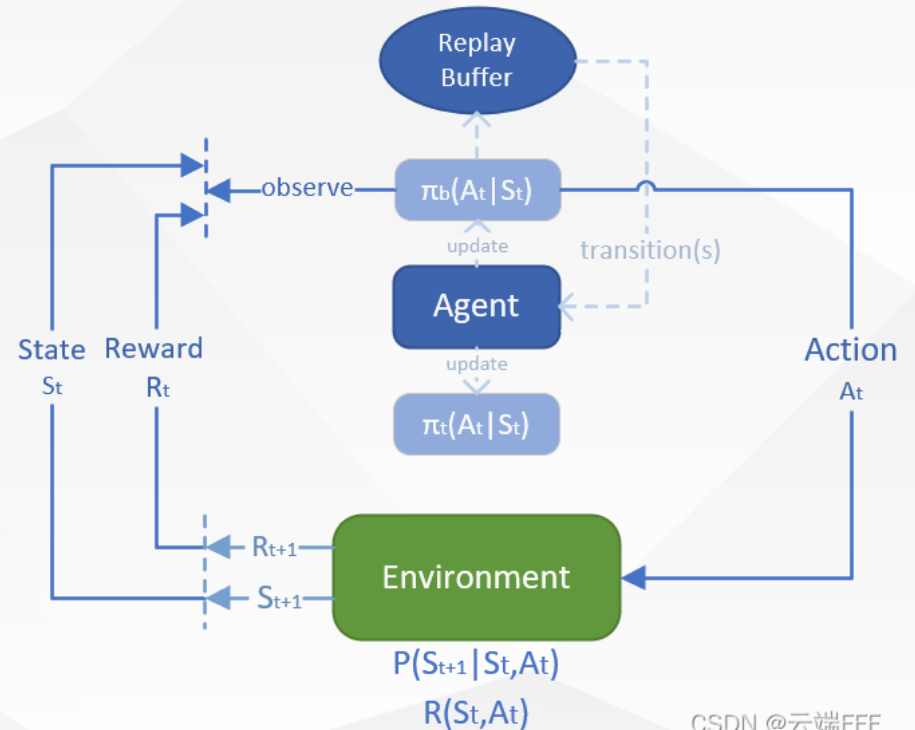 Replay
Buffer
observe
πb(At|St)
update
transition(s)
Agent
State
St
Reward
Rt
Action
At
update
πt(At|St)
Rt+1
Environment
St+1
P(St+1|St,At)
R(St,At)
CSDN @云端FFF